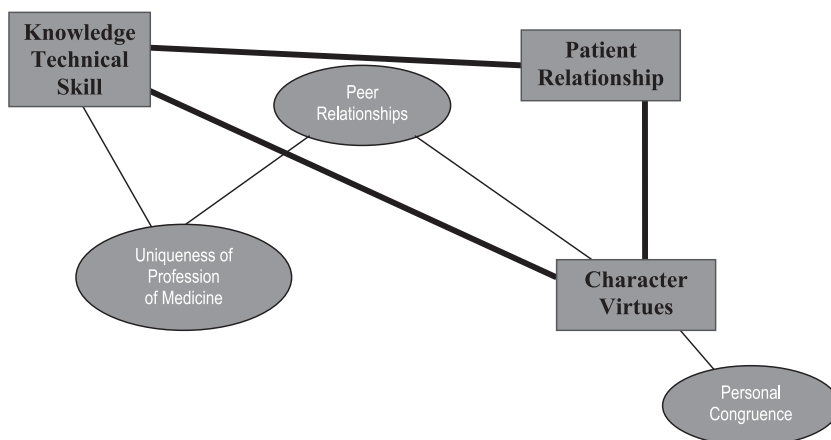 Knowledge
Technical
Skill
Patient
Relationship
Peer
Relationships
Uniqueness of
Profession
of Medicine
Character
Virtues
Personal
Congruence